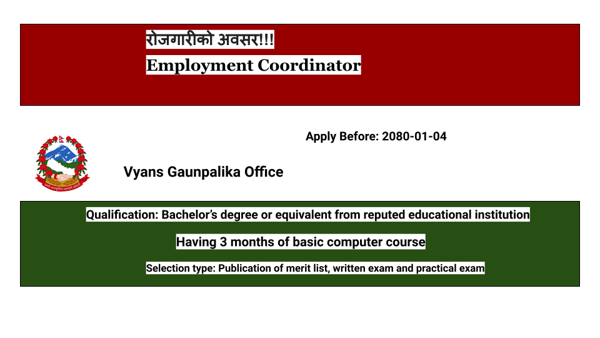 रोजगारीको अवसर!!!
Employment Coordinator
Apply Before: 2080-01-04
Vyans Gaunpalika Office
Qualification: Bachelor's degree or equivalent from reputed educational institution
Having 3 months of basic computer course
Selection type: Publication of merit list, written exam and practical exam